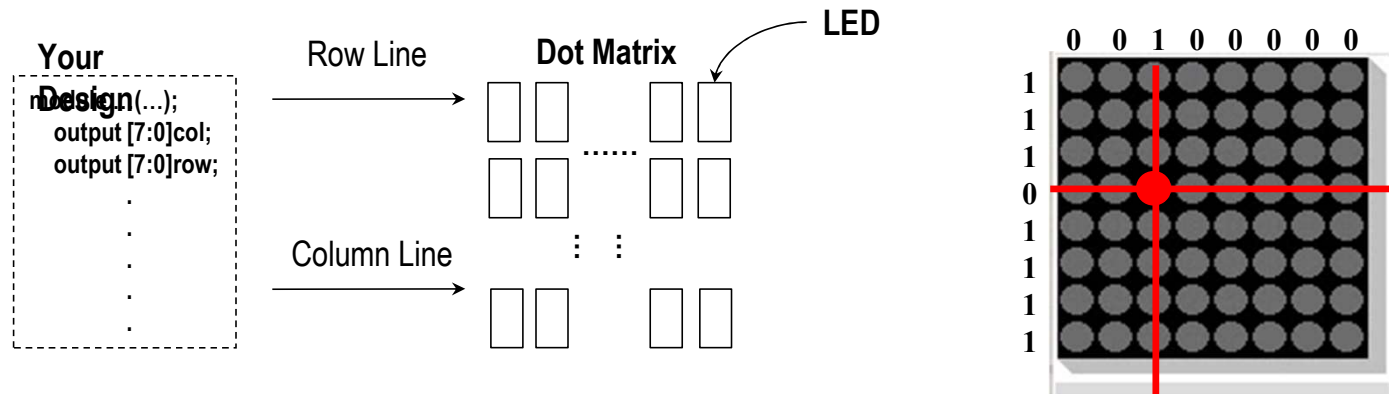 Your
Design
module …(…);
output [7:0]col;
output [7:0]row;
.
.
.
.
.
Row Line
Column Line
Dot Matrix
LED
......
⋮ ⋮
0 0 1 0 0 0 0 0
1
1
1
0
1
1
1
1